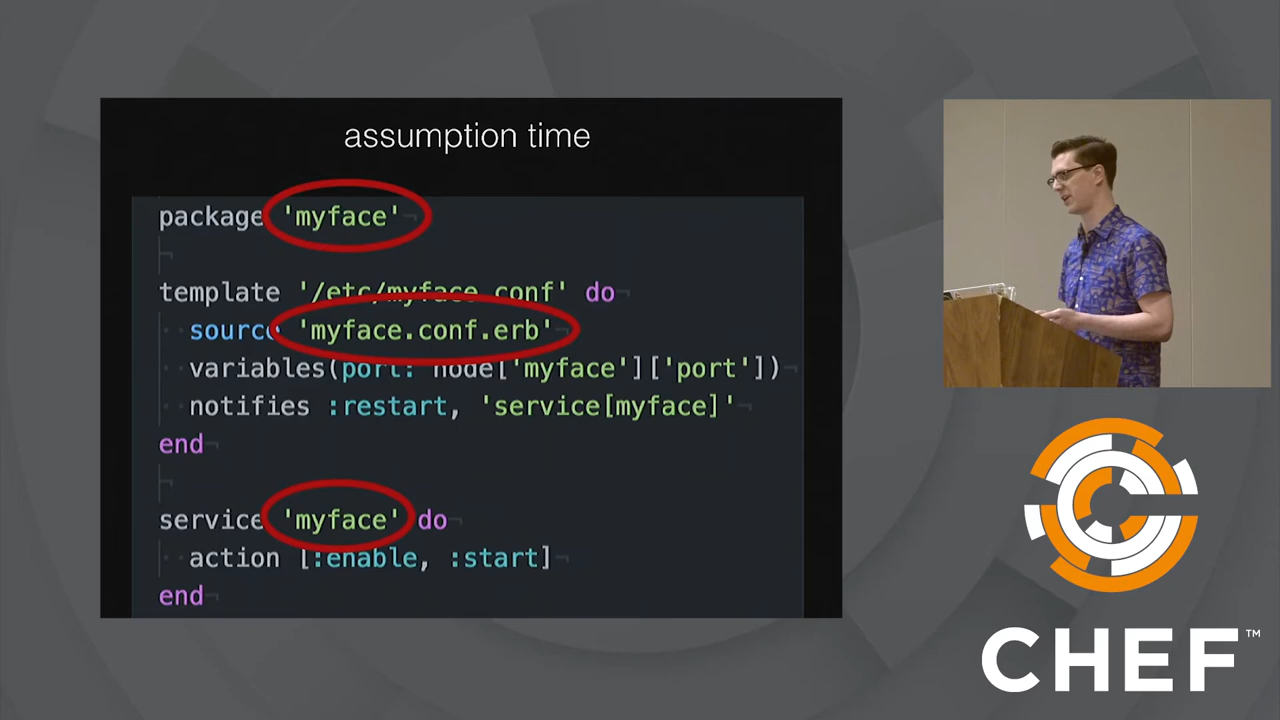 assumption time
package 'myface'
template '/etc/myface.conf' do
source 'myface.conf.erb'
variables(port: node['myface']['port'])
notifies :restart, 'service[myface]'
end
service 'myface' do
action [:enable, :start]
end
CHEF™